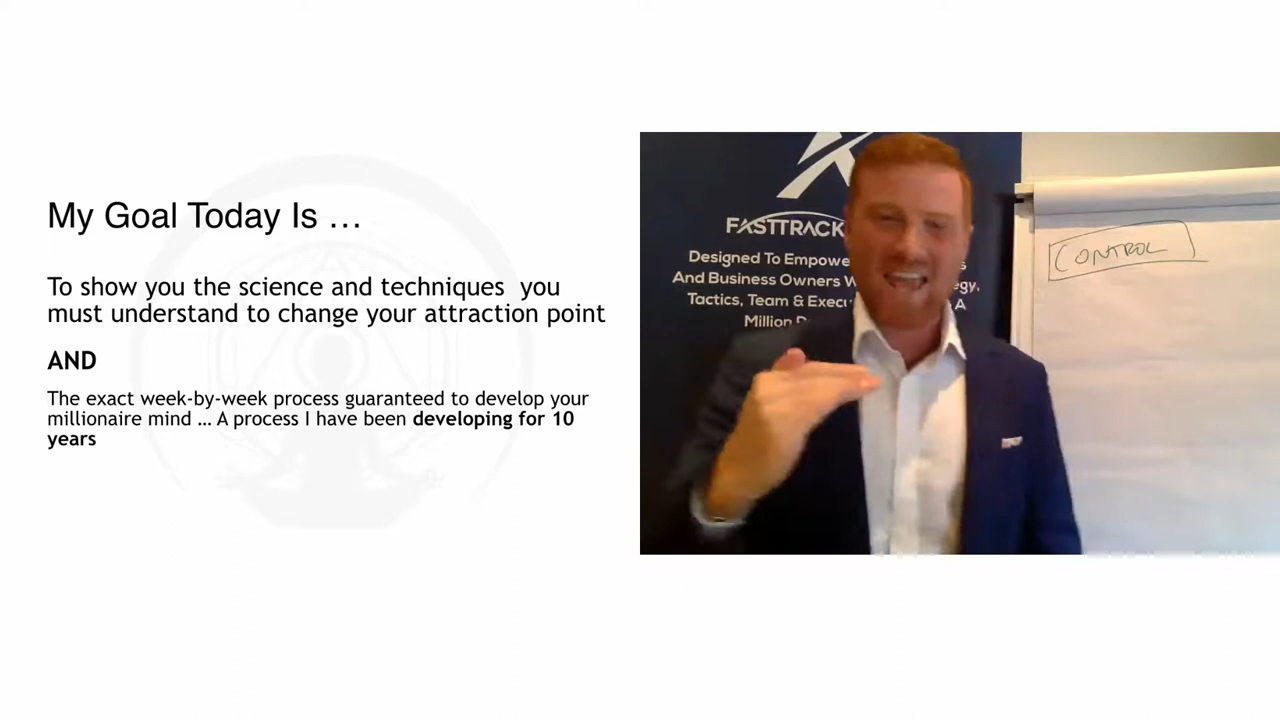 My Goal Today Is …
To show you the science and techniques you
must understand to change your attraction point
AND
The exact week-by-week process guaranteed to develop your
millionaire mind … A process I have been developing for 10
years
FASTTRACK
Designed To Empowe
And Business Owners W
Tactics, Team & Execu
A
Million
CONTROL